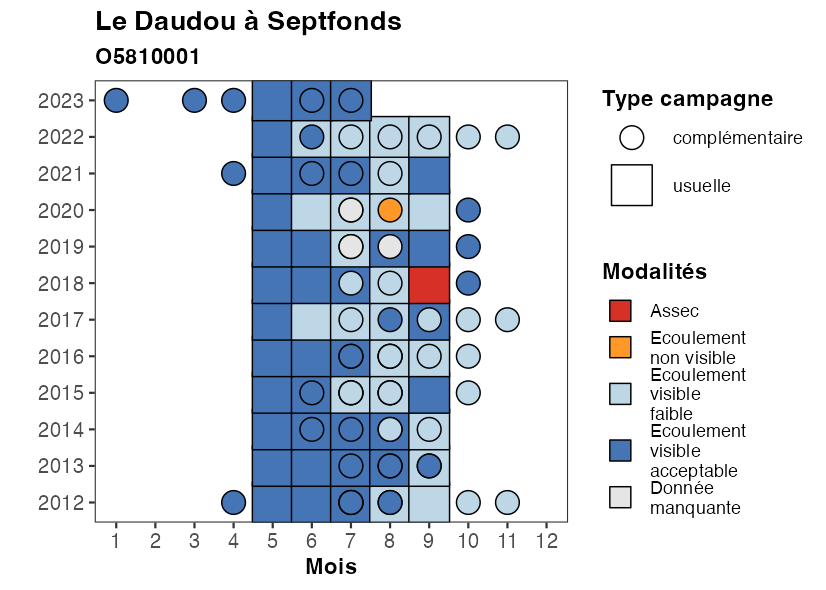 Le Daudou à Septfonds
O5810001
2023
2022
2021
2020
2019
2018
2017
2016
2015
2014
2013
2012
1 2 3 4 5 6 7 8 9 10 11 12
Mois
Type campagne
complémentaire
usuelle
Modalités
Assec
Ecoulement
non visible
Ecoulement
visible
faible
Ecoulement
visible
acceptable
Donnée
manquante